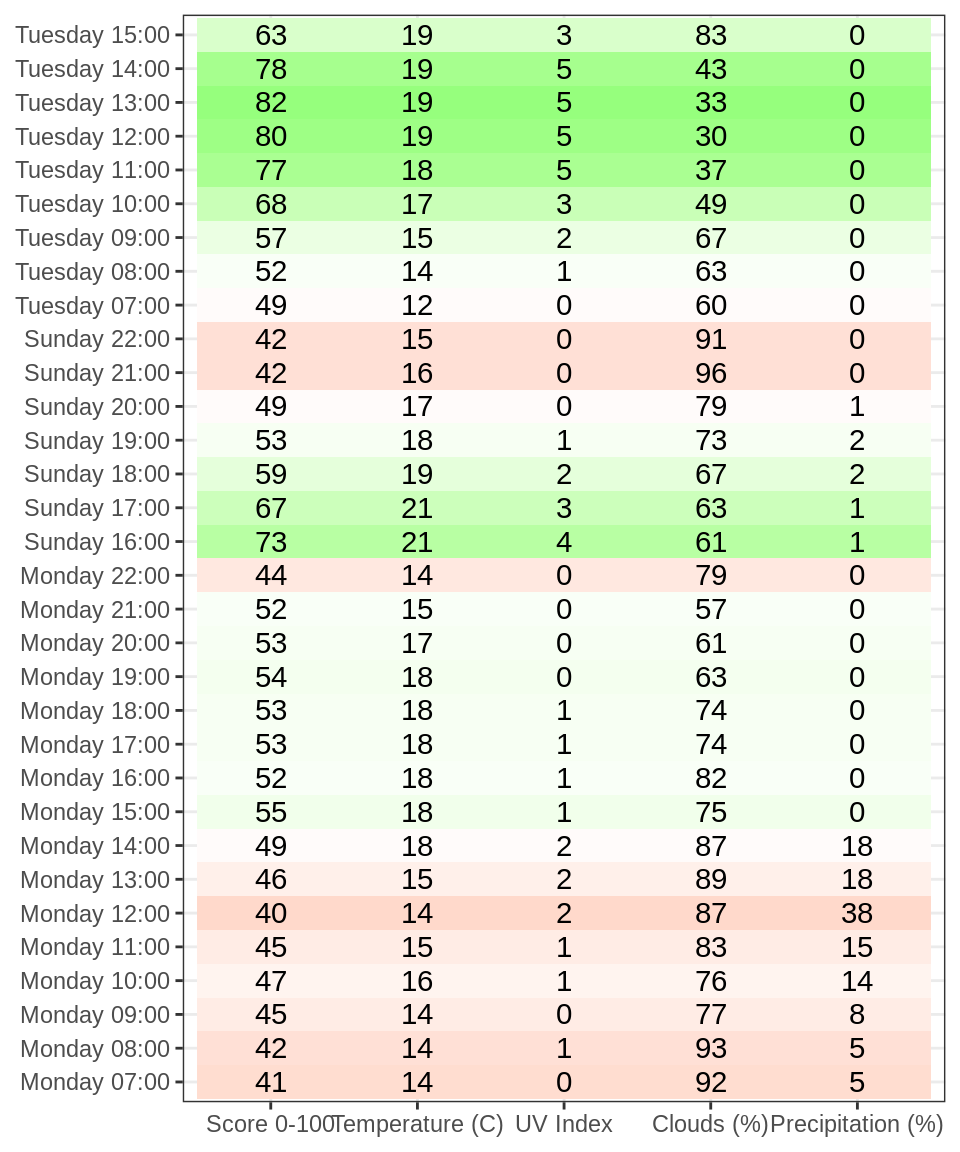 Tuesday 15:00 63 19 3 83 0
Tuesday 14:00 78 19 5 43 0
Tuesday 13:00 82 19 5 33 0
Tuesday 12:00 80 19 5 30 0
Tuesday 11:00 77 18 5 37 0
Tuesday 10:00 68 17 3 49 0
Tuesday 09:00 57 15 2 67 0
Tuesday 08:00 52 14 1 63 0
Tuesday 07:00 49 12 0 60 0
Sunday 22:00 42 15 0 91 0
Sunday 21:00 42 16 0 96 0
Sunday 20:00 49 17 0 79 1
Sunday 19:00 53 18 1 73 2
Sunday 18:00 59 19 2 67 2
Sunday 17:00 67 21 3 63 1
Sunday 16:00 73 21 4 61 1
Monday 22:00 44 14 0 79 0
Monday 21:00 52 15 0 57 0
Monday 20:00 53 17 0 61 0
Monday 19:00 54 18 0 63 0
Monday 18:00 53 18 1 74 0
Monday 17:00 53 18 1 74 0
Monday 16:00 52 18 1 82 0
Monday 15:00 55 18 1 75 0
Monday 14:00 49 18 2 87 18
Monday 13:00 46 15 2 89 18
Monday 12:00 40 14 2 87 38
Monday 11:00 45 15 1 83 15
Monday 10:00 47 16 1 76 14
Monday 09:00 45 14 0 77 8
Monday 08:00 42 14 1 93 5
Monday 07:00 41 14 0 92 5
Score 0-100 Temperature (C) UV Index Clouds (%) Precipitation (%)